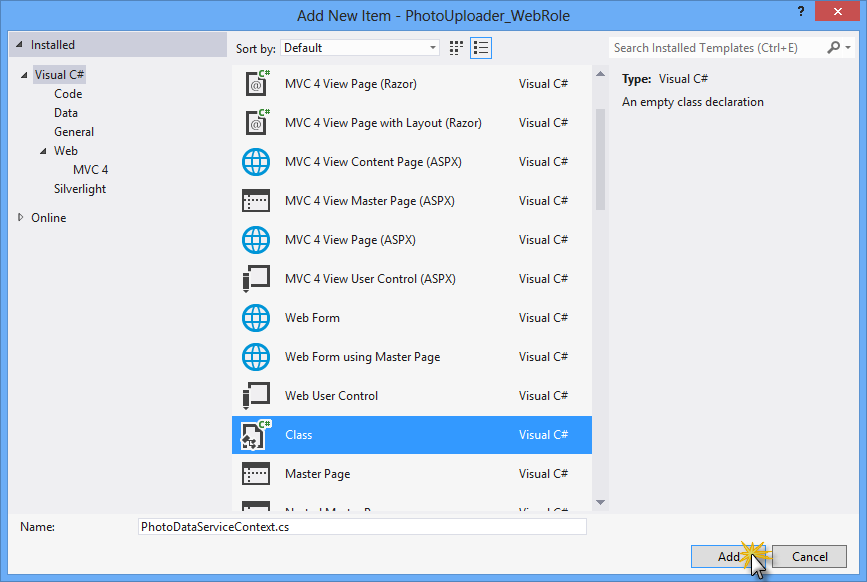 Add New Item - PhotoUploader_WebRole
?
Installed
Sort by: Default
Search Installed Templates (Ctrl+E)
Visual C#
Code
Data
General
Web
MVC 4
Silverlight
Online
MVC 4 View Page (Razor) Visual C#
MVC 4 View Page with Layout (Razor) Visual C#
MVC 4 View Content Page (ASPX) Visual C#
MVC 4 View Master Page (ASPX) Visual C#
MVC 4 View Page (ASPX) Visual C#
MVC 4 View User Control (ASPX) Visual C#
Web Form Visual C#
Web Form using Master Page Visual C#
Web User Control Visual C#
Class Visual C#
Master Page Visual C#
Type: Visual C#
An empty class declaration
Name: PhotoDataServiceContext.cs
Add
Cancel